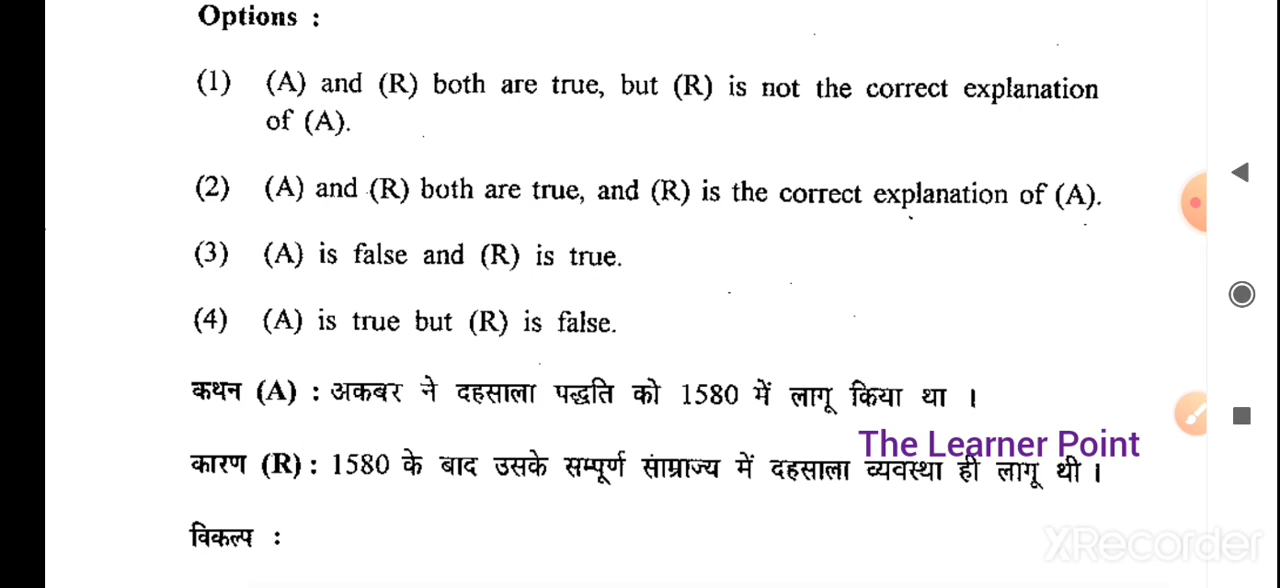 Options :
(1) (A) and (R) both are true, but (R) is not the correct explanation
of (A).
(2) (A) and (R) both are true, and (R) is the correct explanation of (A).
(3) (A) is false and (R) is true.
(4) (A) is true but (R) is false.
कथन (A) : अकबर ने दहसाला पद्धति को 1580 में लागू किया था ।
The Learner Point
कारण (R) : 1580 के बाद उसके सम्पूर्ण साम्राज्य में दहसाला व्यवस्था ही लागू थी ।
विकल्प :
XRecorder